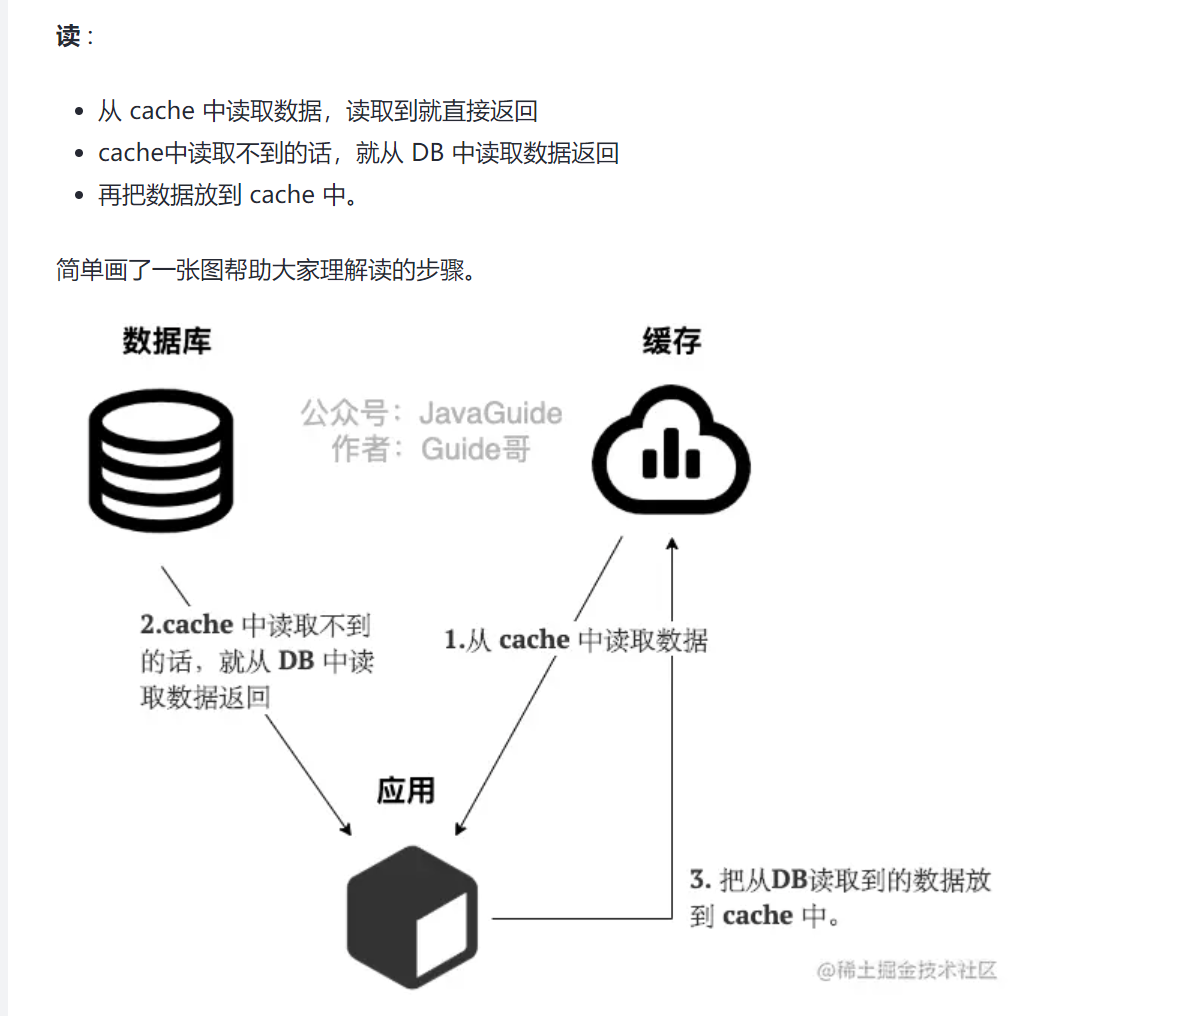 读 :
从 cache 中读取数据，读取到就直接返回
cache中读取不到的话，就从 DB 中读取数据返回
再把数据放到 cache 中。
简单画了一张图帮助大家理解读的步骤。
数据库
缓存
公众号：JavaGuide
作者：Guide哥
2.cache 中读取不到
的话，就从 DB 中读
取数据返回
1.从 cache 中读取数据
应用
3. 把从DB读取到的数据放
到 cache 中。
@稀土掘金技术社区